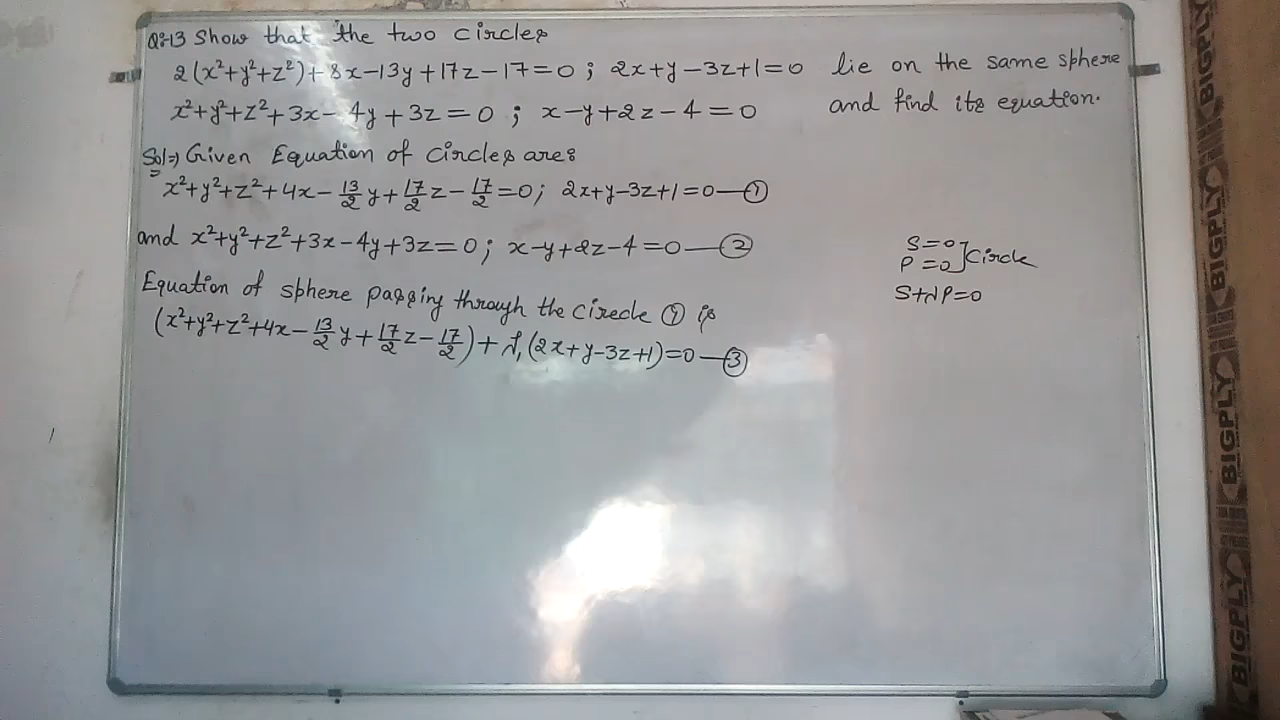 Q:-13 Show that the two circles
2(x²+y²+z²)+8x-13y+17z-17=0 ; 2x+y-3z+1=0 lie on the same sphere
x²+y²+z²+3x-4y+3z=0 ; x-y+2z-4=0 and find its equation.
Sol⇒ Given Equation of circles are:
x²+y²+z²+4x-13/2 y+17/2 z-17/2=0; 2x+y-3z+1=0—①
and x²+y²+z²+3x-4y+3z=0; x-y+2z-4=0—②
S=0
P=0] Circle
S+λP=0
Equation of sphere passing through the cirecle ① is
(x²+y²+z²+4x-13/2 y+17/2 z-17/2)+λ₁(2x+y-3z+1)=0—③
BIGPLY
BIGPLY
BIGPLY
BIGPLY